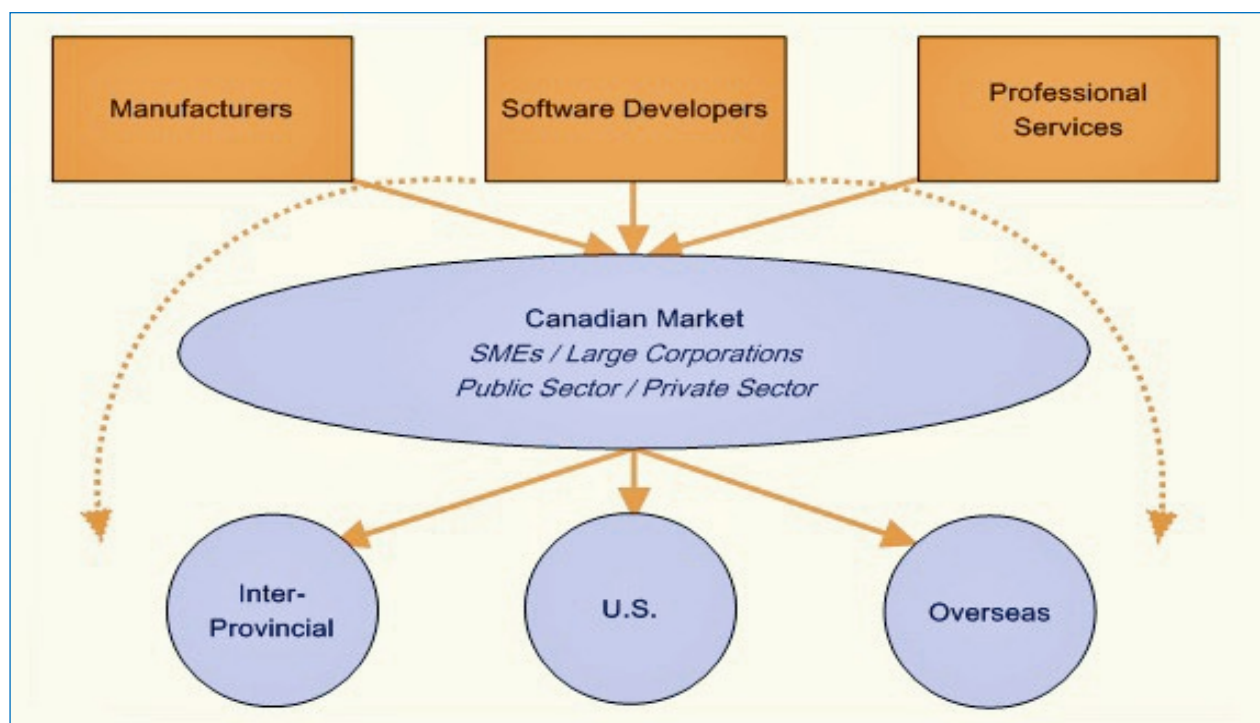 Manufacturers
Software Developers
Professional
Services
Canadian Market
SMEs / Large Corporations
Public Sector / Private Sector
Inter-
Provincial
U.S.
Overseas